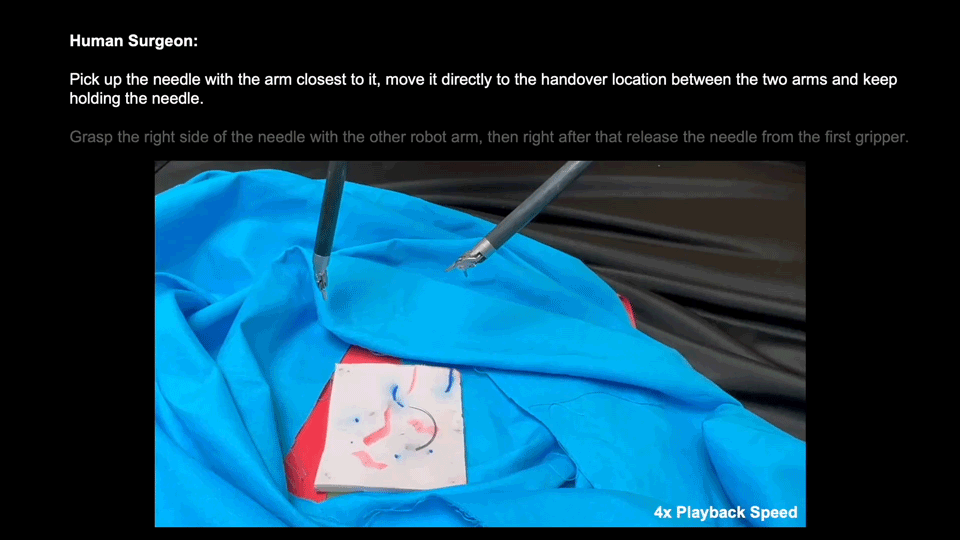 Human Surgeon:
Pick up the needle with the arm closest to it, move it directly to the handover location between the two arms and keep
holding the needle.
Grasp the right side of the needle with the other robot arm, then right after that release the needle from the first gripper.
4x Playback Speed